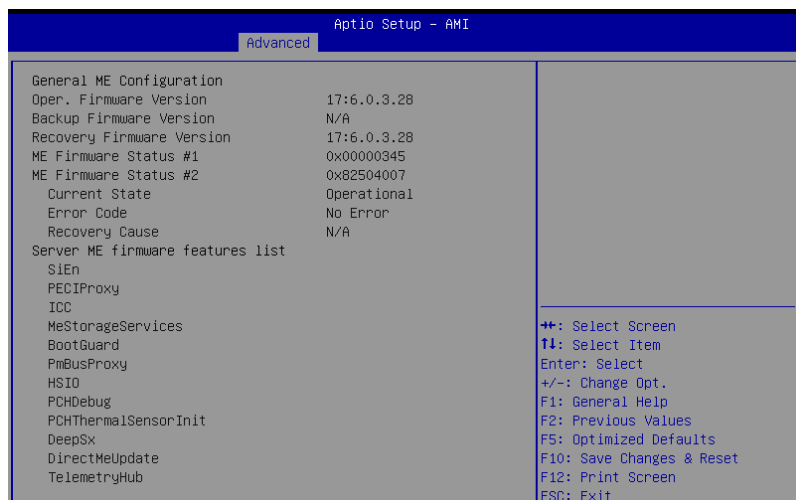 Aptio Setup - AMI
Advanced
General ME Configuration
Oper. Firmware Version 17:6.0.3.28
Backup Firmware Version N/A
Recovery Firmware Version 17:6.0.3.28
ME Firmware Status #1 0x00000345
ME Firmware Status #2 0x82504007
Current State Operational
Error Code No Error
Recovery Cause N/A
Server ME firmware features list
SiEn
PECIProxy
ICC
MeStorageServices
BootGuard
PmBusProxy
HSIO
PCHDebug
PCHThermalSensorInit
DeepSx
DirectMeUpdate
TelemetryHub
→←: Select Screen
↑↓: Select Item
Enter: Select
+/-: Change Opt.
F1: General Help
F2: Previous Values
F5: Optimized Defaults
F10: Save Changes & Reset
F12: Print Screen
ESC: Exit